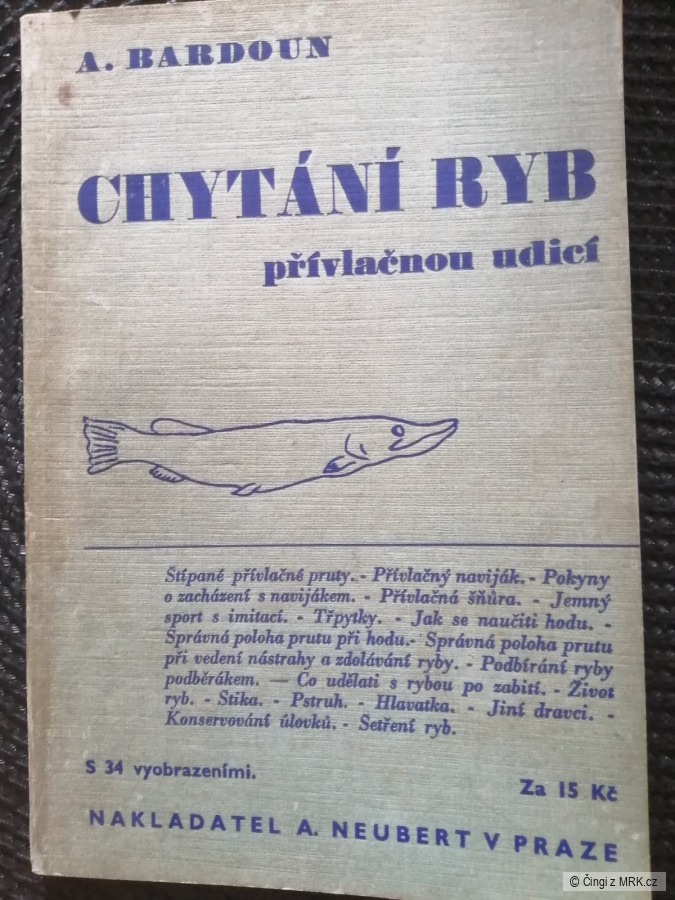 A. BARDOUN
CHYTÁNÍ RYB
přívlačnou udicí
Štípané přívlačné pruty. - Přívlačný naviják. - Pokyny
o zacházení s navijákem. - Přívlačná šňůra. - Jemný
sport s imitací. - Třpytky. - Jak se naučiti hodu. -
Správná poloha prutu při hodu. - Správná poloha prutu
při vedení nástrahy a zdolávání ryby. - Podbírání ryby
podběrákem. — Co udělati s rybou po zabití. - Život
ryb. - Štika. - Pstruh. - Hlavatka. - Jiní dravci. -
Konservování úlovků. - Šetření ryb.
S 34 vyobrazeními.
Za 15 Kč
NAKLADATEL A. NEUBERT V PRAZE
© Čingi z MRK.cz